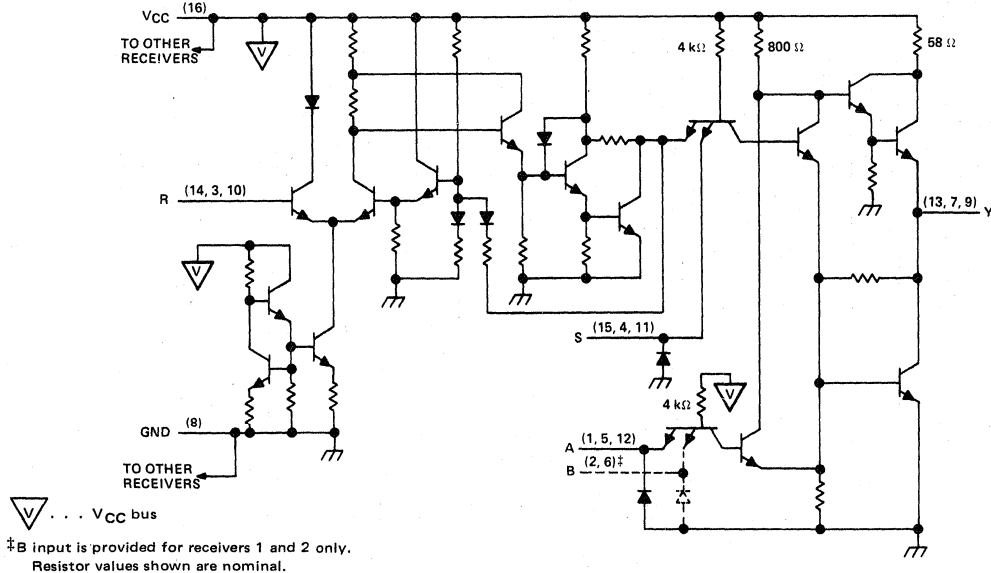 VCC (16)
TO OTHER
RECEIVERS
V
4 kΩ
800 Ω
58 Ω
R (14, 3, 10)
(13, 7, 9) Y
V
S (15, 4, 11)
4 kΩ
V
GND (8)
A (1, 5, 12)
B (2, 6)‡
TO OTHER
RECEIVERS
V . . . VCC bus
‡B input is provided for receivers 1 and 2 only.
Resistor values shown are nominal.